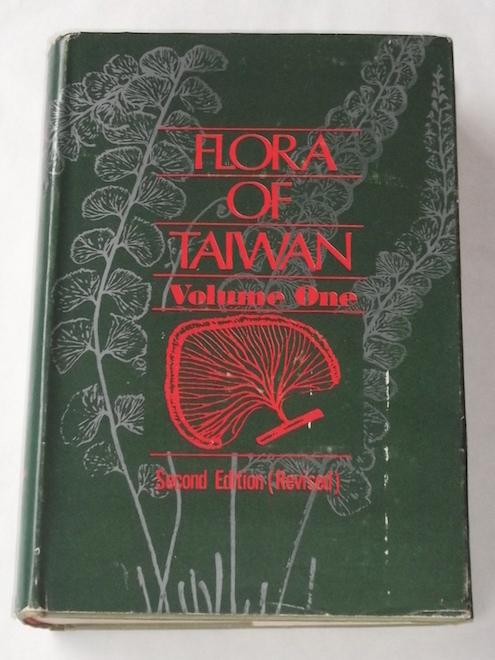 FLORA
OF
TAIWAN
Volume One
Second Edition (Revised)